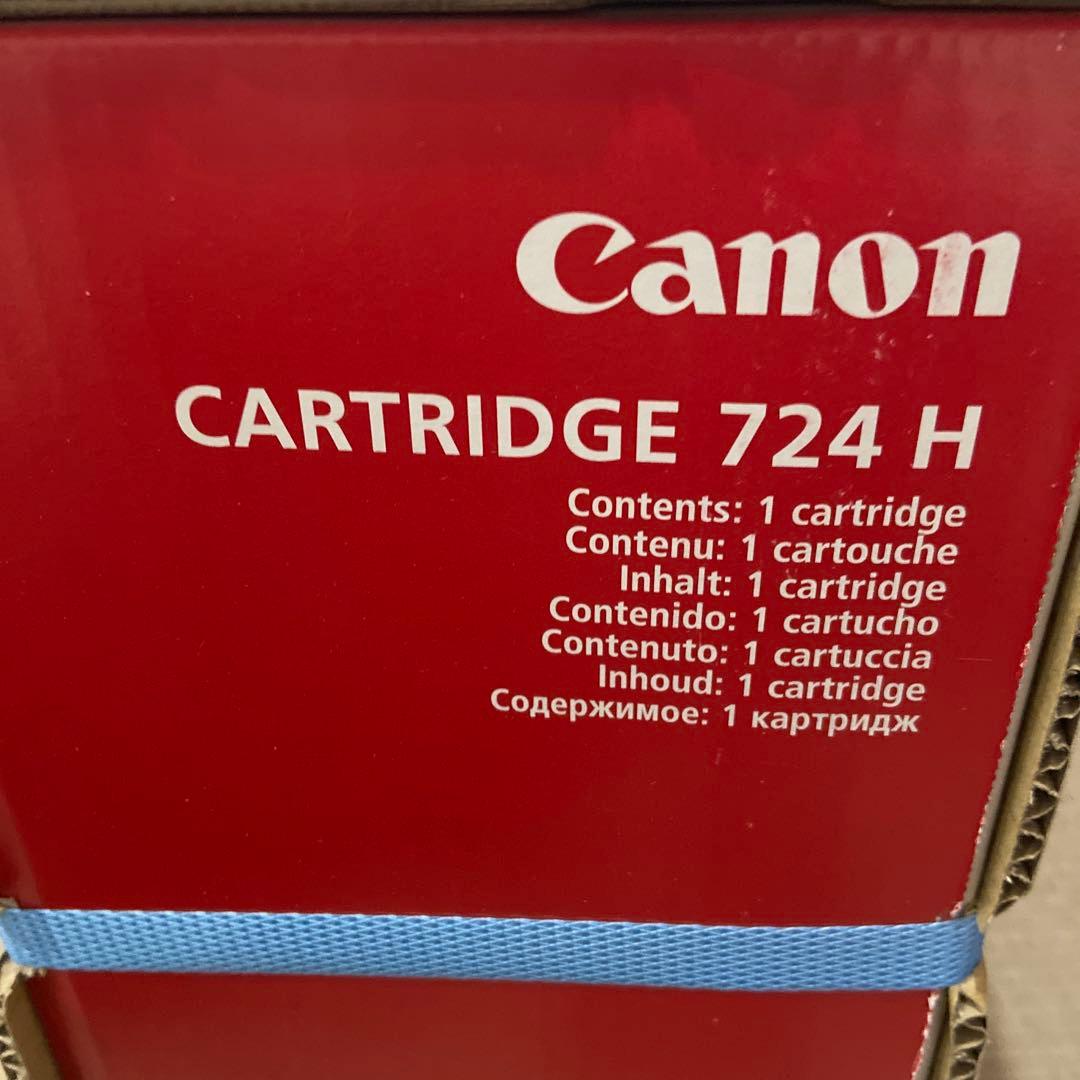 Canon
CARTRIDGE 724 H
Contents: 1 cartridge
Contenu: 1 cartouche
Inhalt: 1 cartridge
Contenido: 1 cartucho
Contenuto: 1 cartuccia
Inhoud: 1 cartridge
Содержимое: 1 картридж